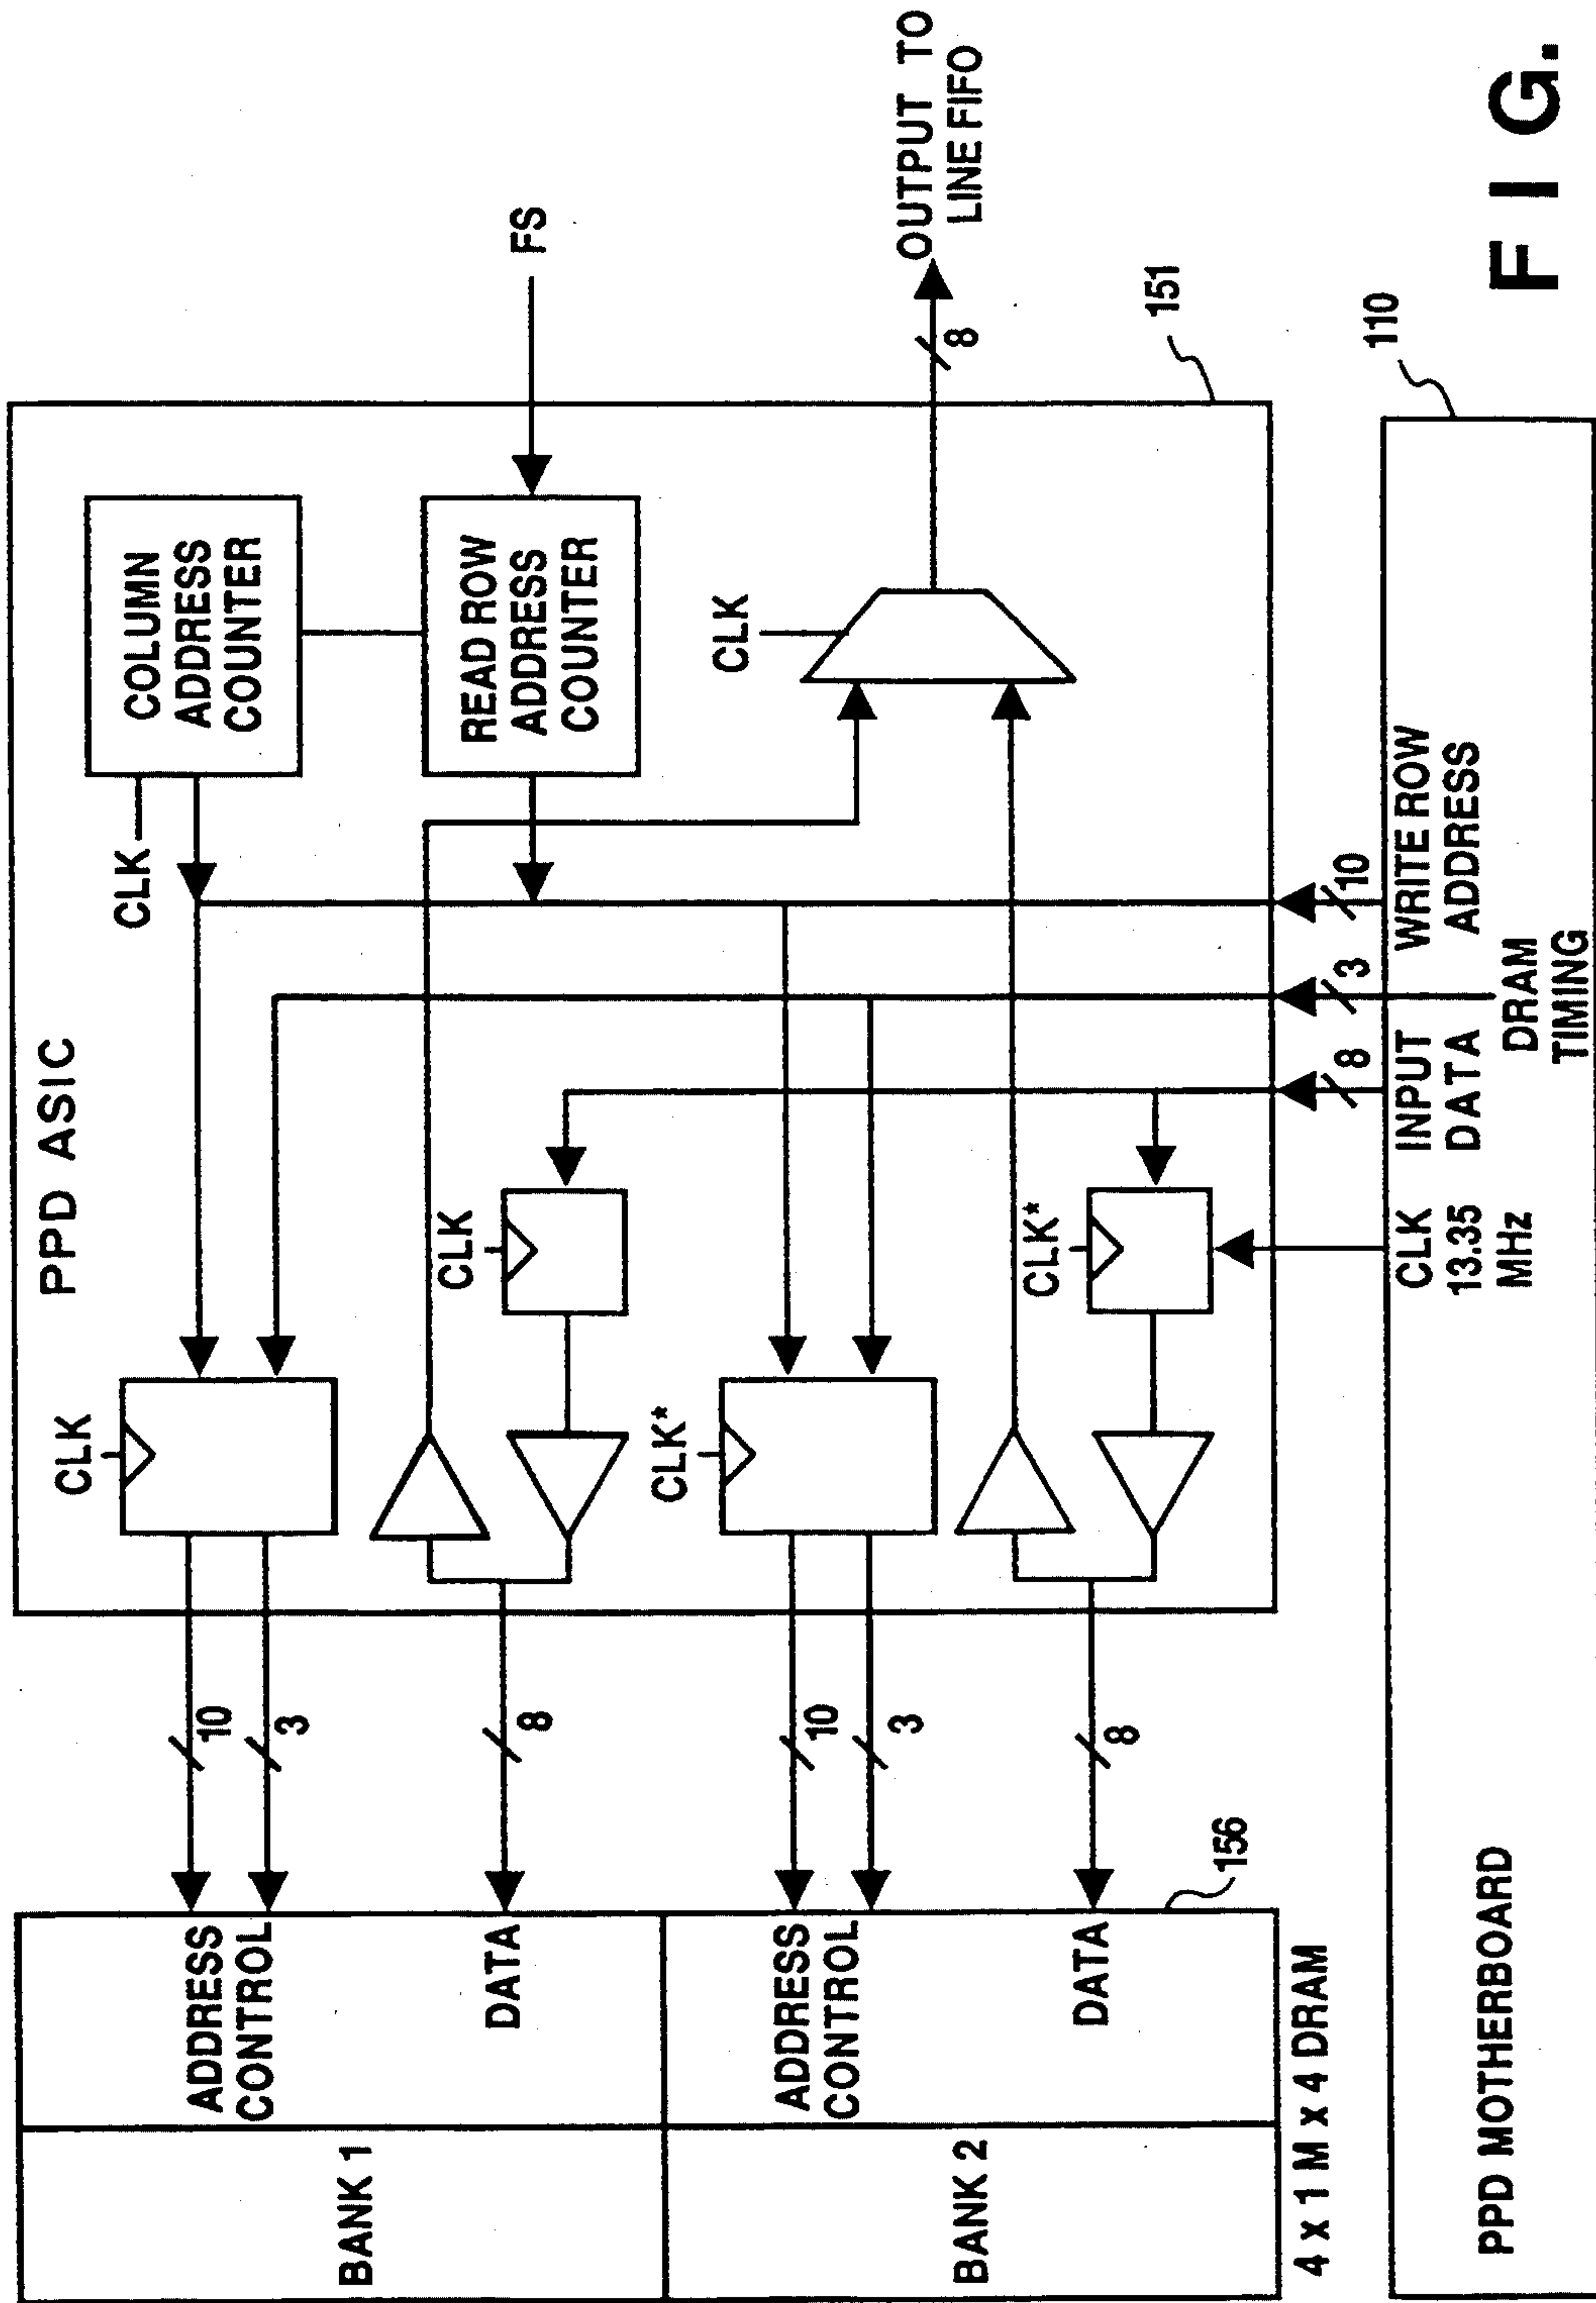 PPD ASIC
BANK 1
ADDRESS
CONTROL
DATA
10
3
8
CLK
CLK
CLK
COLUMN
ADDRESS
COUNTER
READ ROW
ADDRESS
COUNTER
FS
BANK 2
ADDRESS
CONTROL
DATA
10
3
8
CLK*
CLK*
CLK
8
OUTPUT TO
LINE FIFO
156
151
4 x 1 M x 4 DRAM
8
3
10
110
PPD MOTHERBOARD
CLK
13.35
MHz
INPUT
DATA
DRAM
TIMING
WRITE ROW
ADDRESS
FIG.